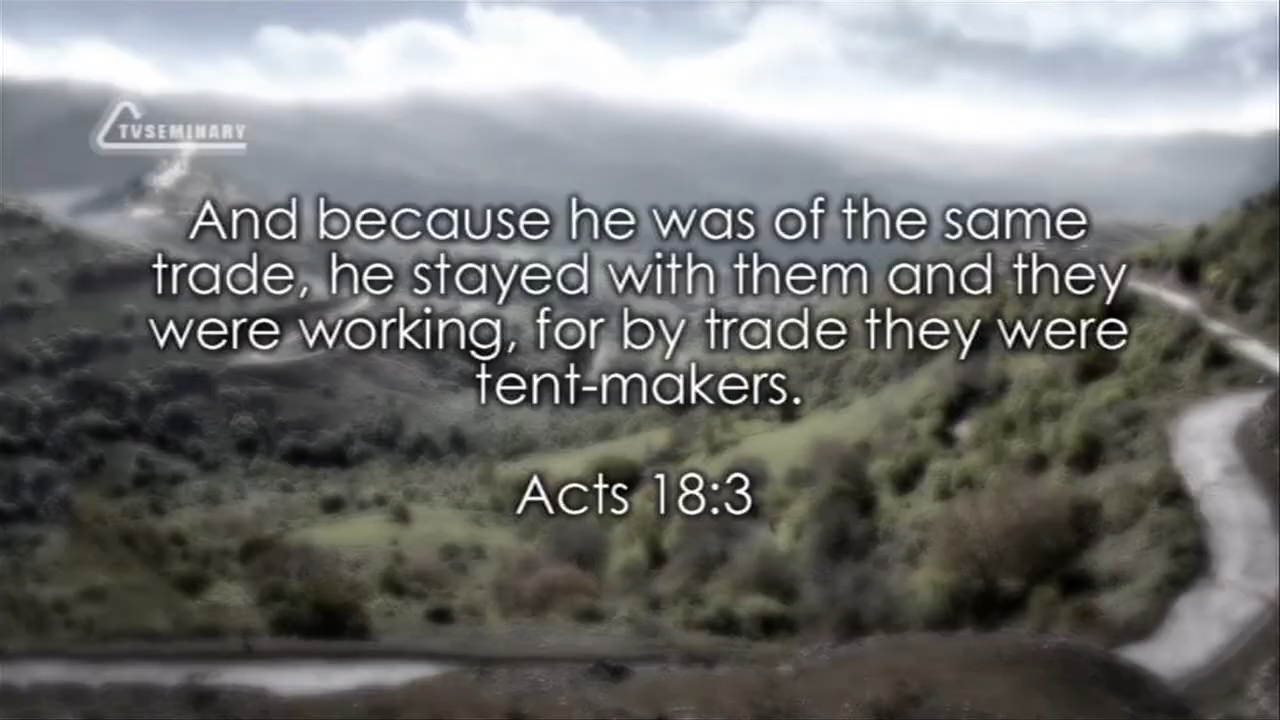 TVSEMINARY
And because he was of the same
trade, he stayed with them and they
were working, for by trade they were
tent-makers.
Acts 18:3